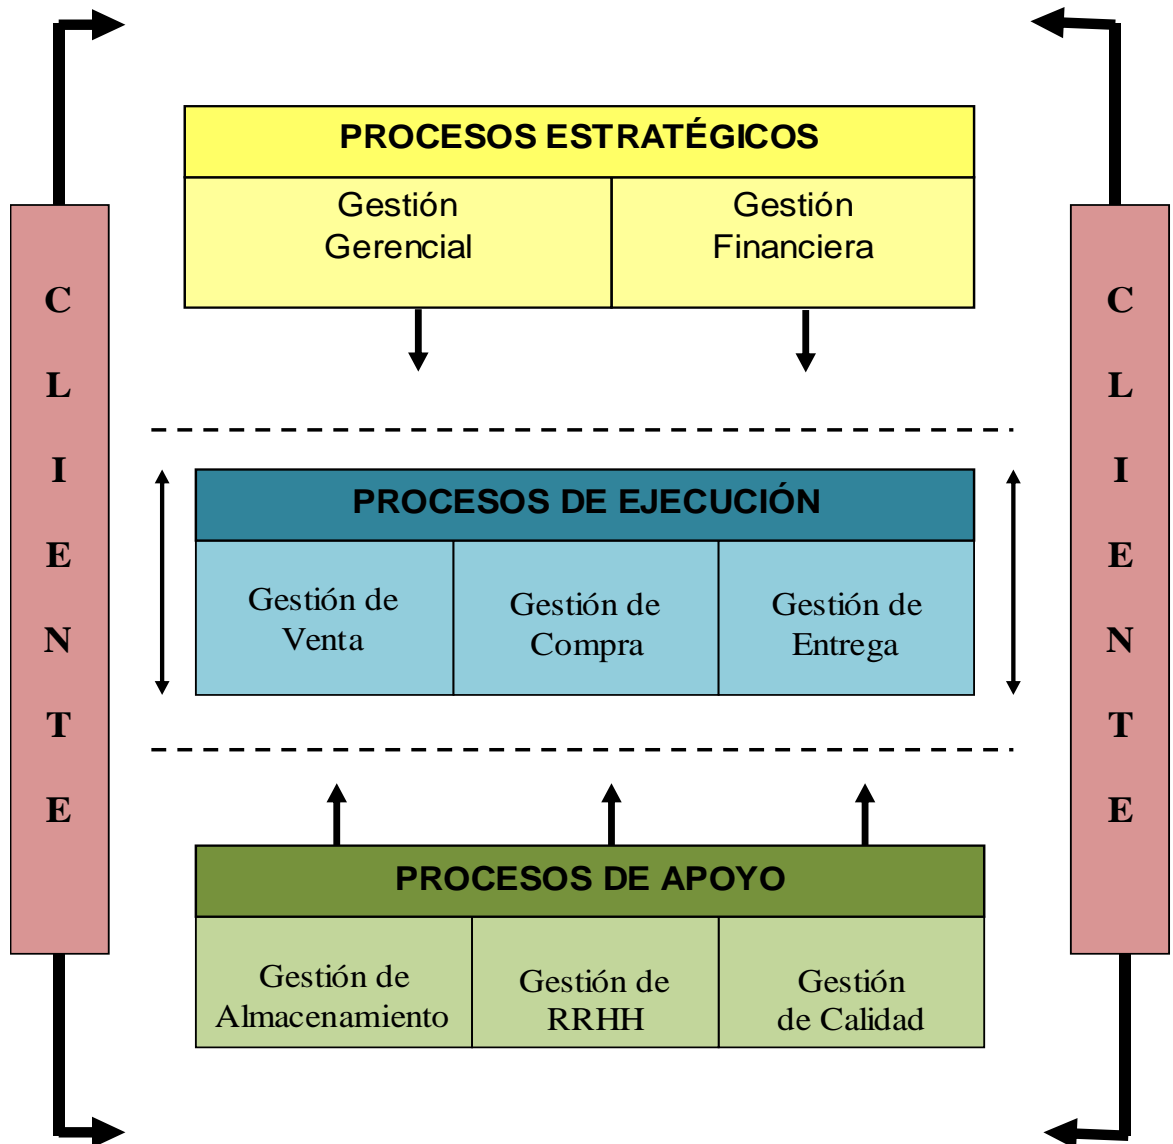 PROCESOS ESTRATÉGICOS
Gestión
Gerencial
Gestión
Financiera
C
L
I
E
N
T
E
PROCESOS DE EJECUCIÓN
Gestión de
Venta
Gestión de
Compra
Gestión de
Entrega
PROCESOS DE APOYO
Gestión de
Almacenamiento
Gestión de
RRHH
Gestión
de Calidad
C
L
I
E
N
T
E